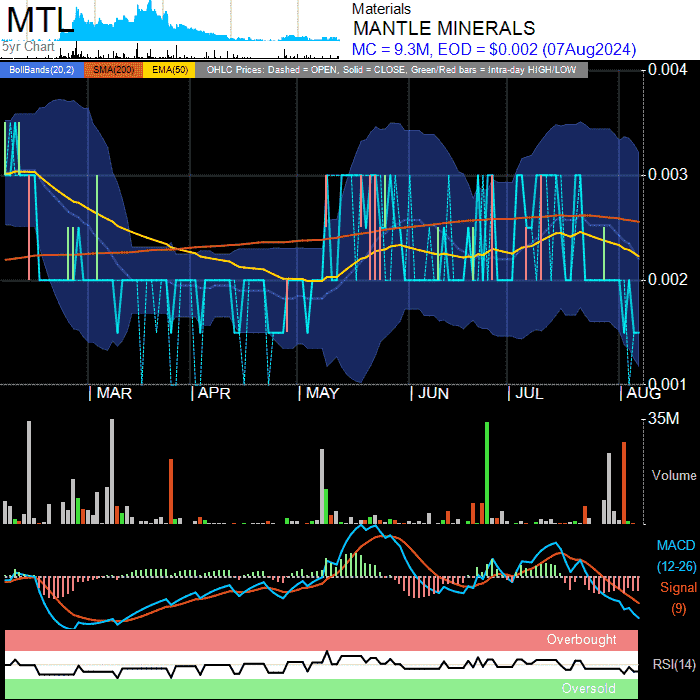 MTL
5yr Chart
Materials
MANTLE MINERALS
MC = 9.3M, EOD = $0.002 (07Aug2024)
BollBands(20,2) SMA(200) EMA(50) OHLC Prices: Dashed = OPEN, Solid = CLOSE, Green/Red bars = Intra-day HIGH/LOW
0.004
0.003
0.002
0.001
MAR APR MAY JUN JUL AUG
35M
Volume
MACD
(12-26)
Signal
(9)
Overbought
RSI(14)
Oversold